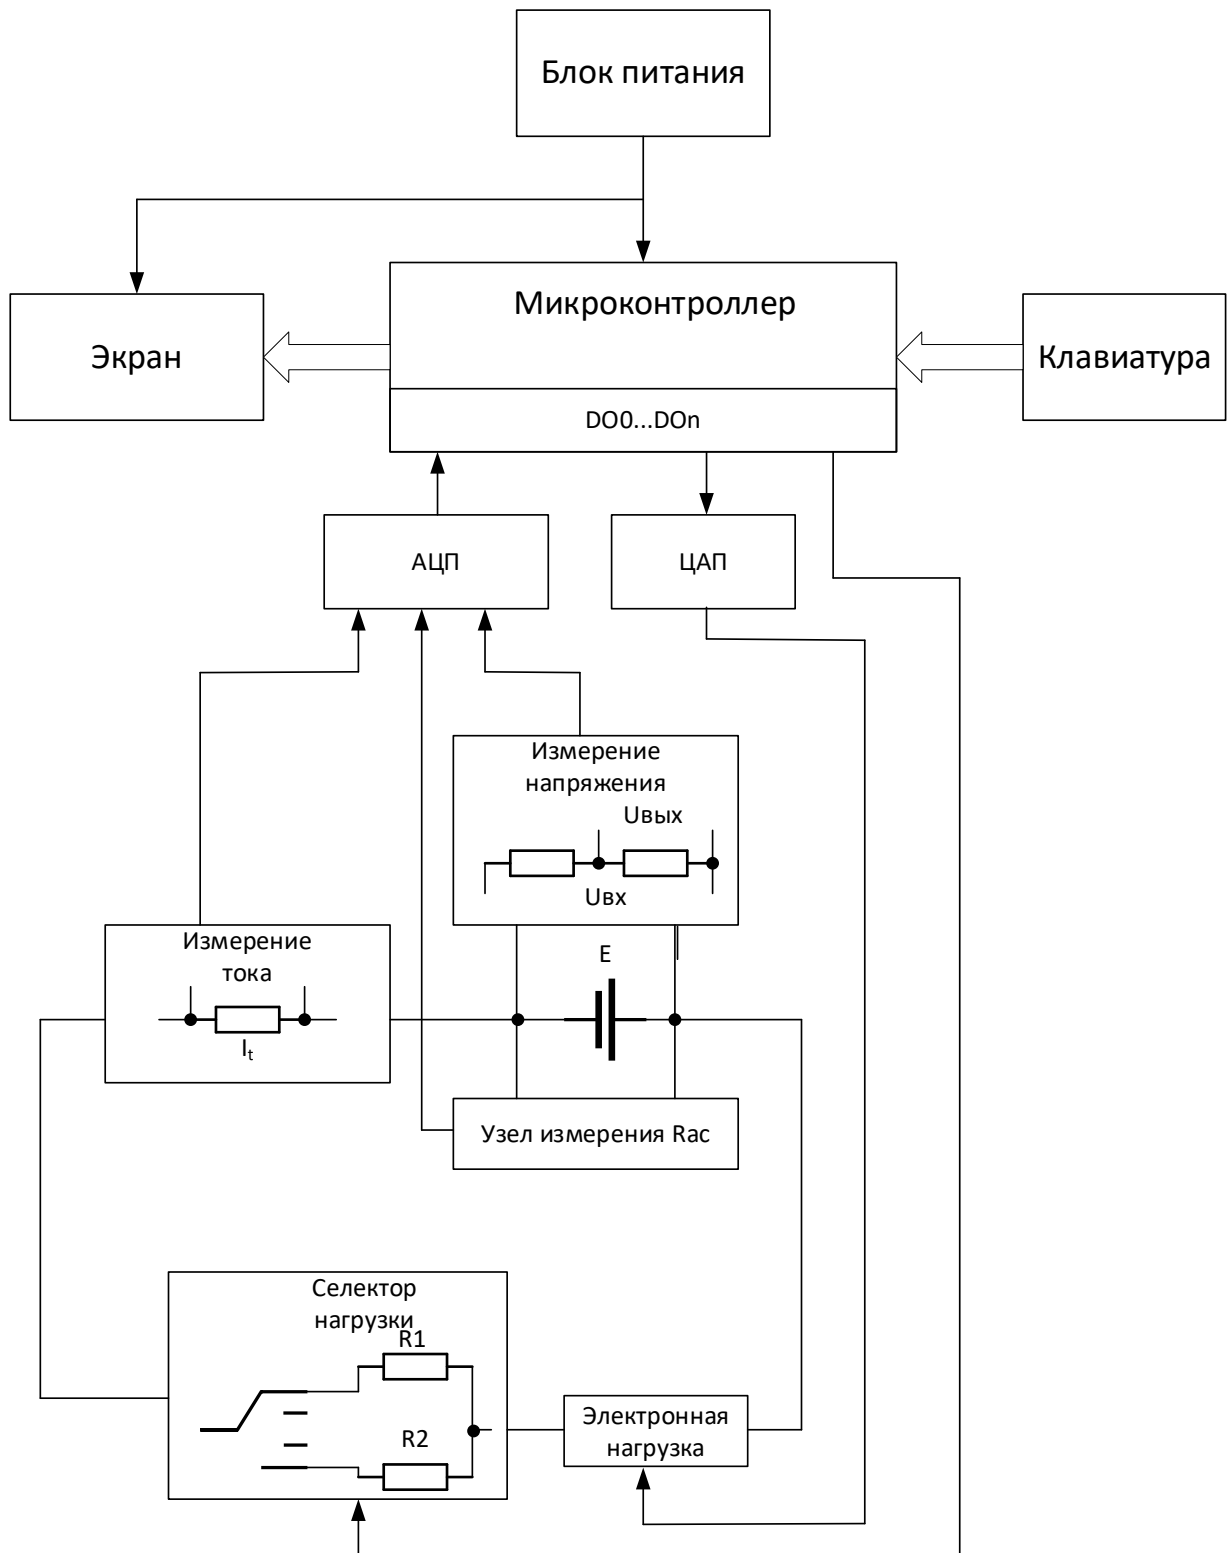 Блок питания
Микроконтроллер
Экран
Клавиатура
DO0...DOn
АЦП
ЦАП
Измерение
напряжения
Uвых
Uвх
Измерение
тока
It
E
Узел измерения Rac
Селектор
нагрузки
R1
R2
Электронная
нагрузка